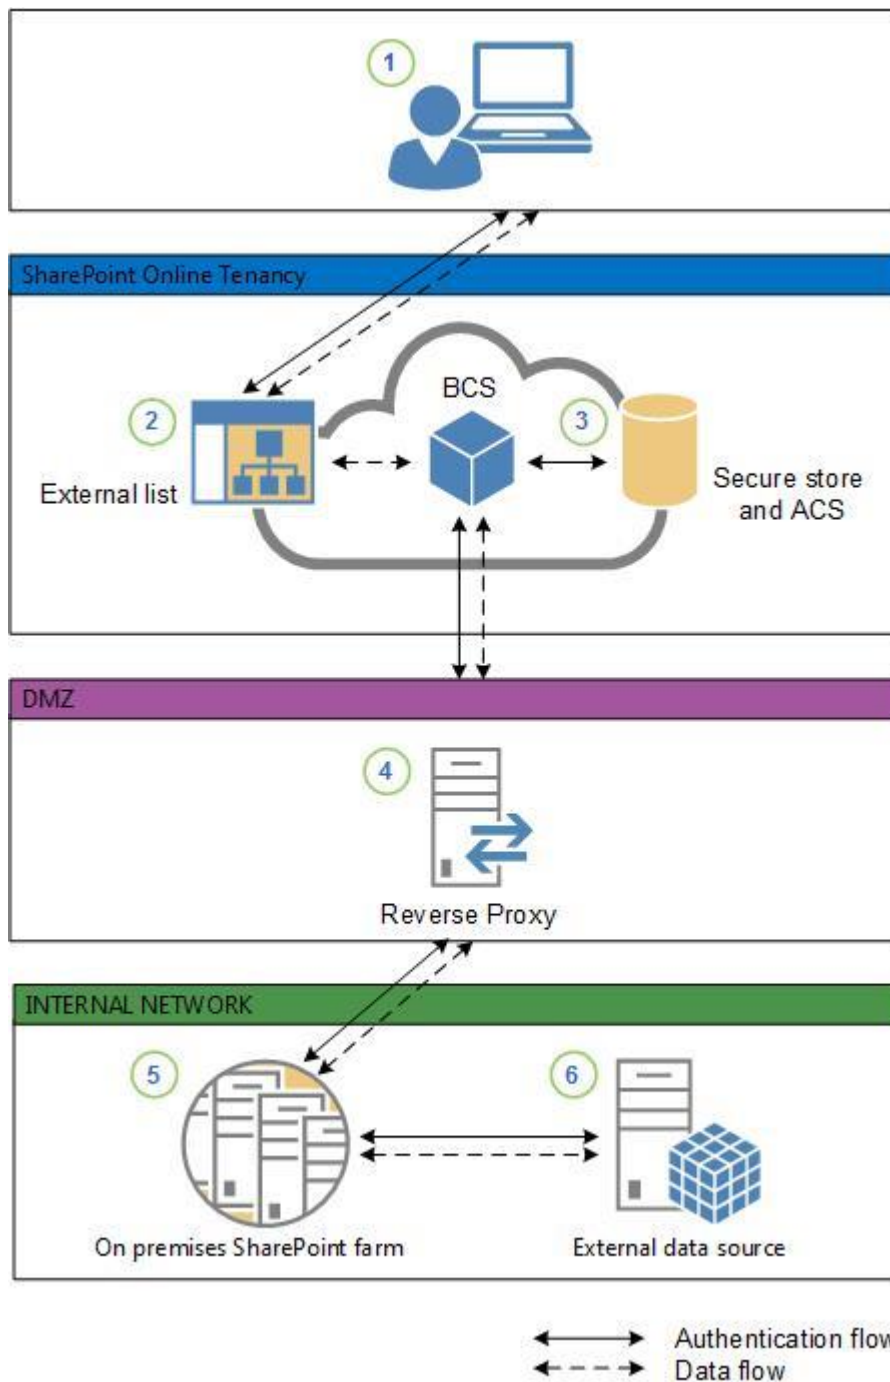 1
SharePoint Online Tenancy
BCS
2
3
External list
Secure store
and ACS
DMZ
4
Reverse Proxy
INTERNAL NETWORK
5
6
On premises SharePoint farm
External data source
Authentication flow
Data flow